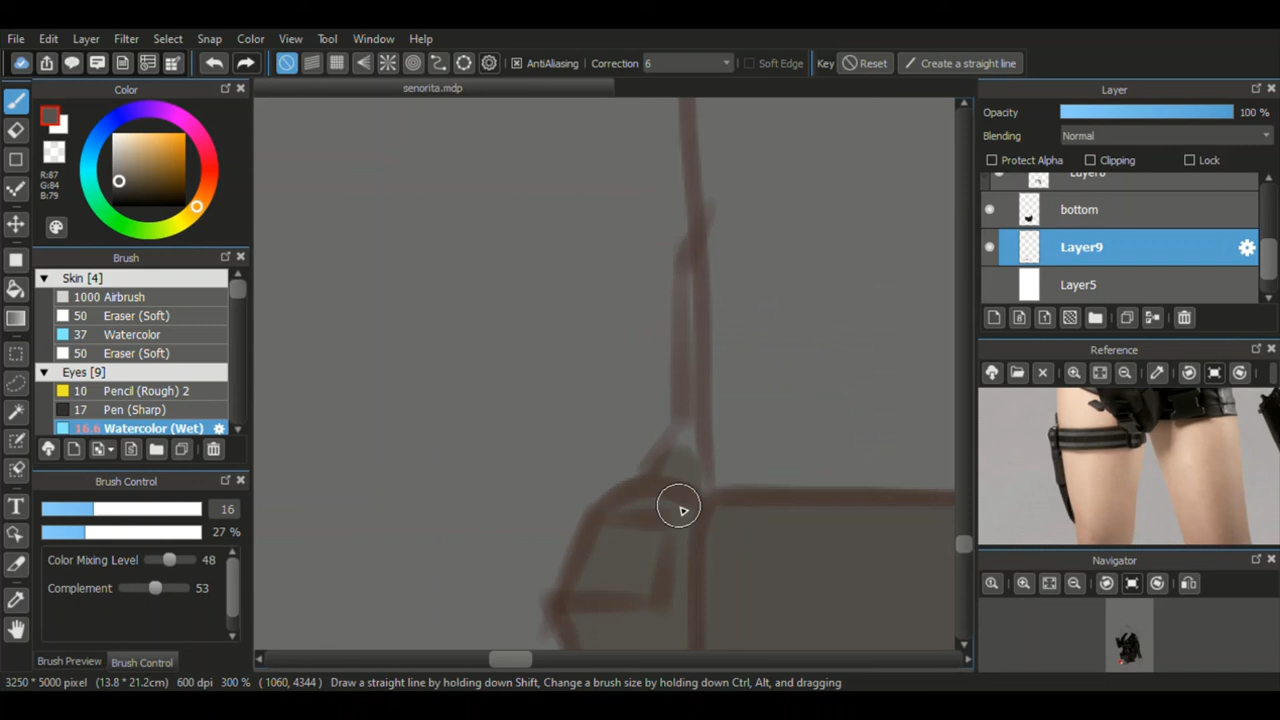 File Edit Layer Filter Select Snap Color View Tool Window Help
AntiAliasing Correction 6 Soft Edge Key Reset Create a straight line
Color
senorita.mdp
R:87
G:84
B:79
Brush
Skin [4]
1000 Airbrush
50 Eraser (Soft)
37 Watercolor
50 Eraser (Soft)
Eyes [9]
10 Pencil (Rough) 2
17 Pen (Sharp)
16.6 Watercolor (Wet)
Brush Control
16
27 %
Color Mixing Level 48
Complement 53
Brush Preview Brush Control
Layer
Opacity 100 %
Blending Normal
Protect Alpha Clipping Lock
bottom
Layer9
Layer5
Reference
Navigator
3250 * 5000 pixel (13.8 * 21.2cm) 600 dpi 300 % ( 1060, 4344 ) Draw a straight line by holding down Shift, Change a brush size by holding down Ctrl, Alt, and dragging